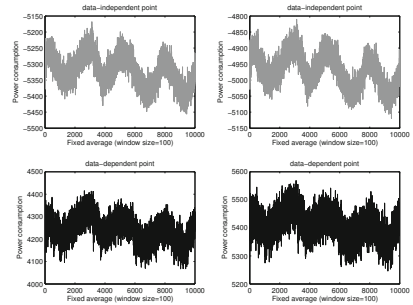 data−independent point
data−independent point
−5100
−5150
−5200
−5250
−5300
−5350
−5400
−5450
−5500
Power consumption
0 2000 4000 6000 8000 10000
Fixed average (window size=100)
−4800
−4850
−4900
−4950
−5000
−5050
−5100
−5150
Power consumption
0 2000 4000 6000 8000 10000
Fixed average (window size=100)
data−dependent point
data−dependent point
4500
4400
4300
4200
4100
4000
Power consumption
0 2000 4000 6000 8000 10000
Fixed average (window size=100)
5600
5500
5400
5300
5200
Power consumption
0 2000 4000 6000 8000 10000
Fixed average (window size=100)